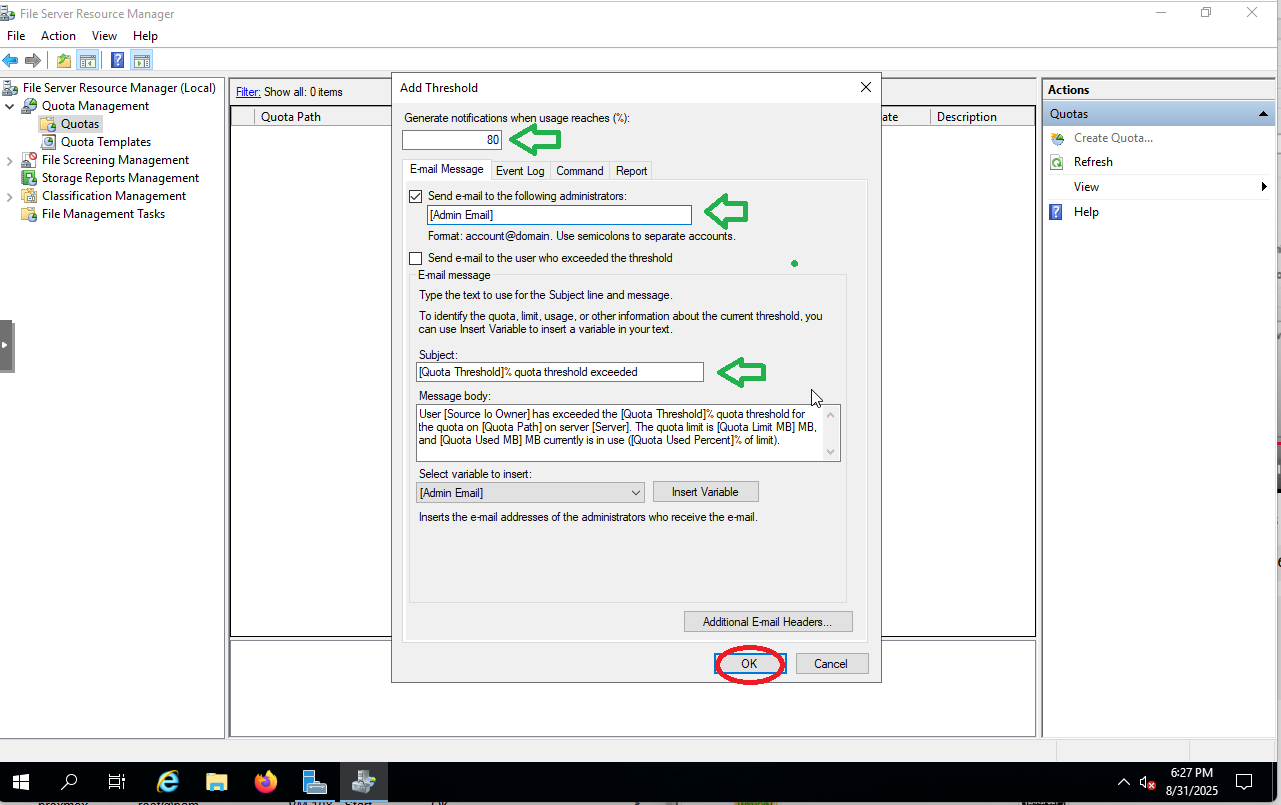 File Server Resource Manager
File Action View Help
File Server Resource Manager (Local)
Quota Management
Quotas
Quota Templates
File Screening Management
Storage Reports Management
Classification Management
File Management Tasks
Filter: Show all: 0 items
Quota Path
Description
Add Threshold
Generate notifications when usage reaches (%):
80
E-mail Message Event Log Command Report
Send e-mail to the following administrators:
[Admin Email]
Format: account@domain. Use semicolons to separate accounts.
Send e-mail to the user who exceeded the threshold
E-mail message
Type the text to use for the Subject line and message.
To identify the quota, limit, usage, or other information about the current threshold, you
can use Insert Variable to insert a variable in your text.
Subject:
[Quota Threshold]% quota threshold exceeded
Message body:
User [Source Io Owner] has exceeded the [Quota Threshold]% quota threshold for
the quota on [Quota Path] on server [Server]. The quota limit is [Quota Limit MB] MB,
and [Quota Used MB] MB currently is in use ([Quota Used Percent]% of limit).
Select variable to insert:
[Admin Email] Insert Variable
Inserts the e-mail addresses of the administrators who receive the e-mail.
Additional E-mail Headers...
OK Cancel
Actions
Quotas
Create Quota...
Refresh
View
Help
6:27 PM
8/31/2025